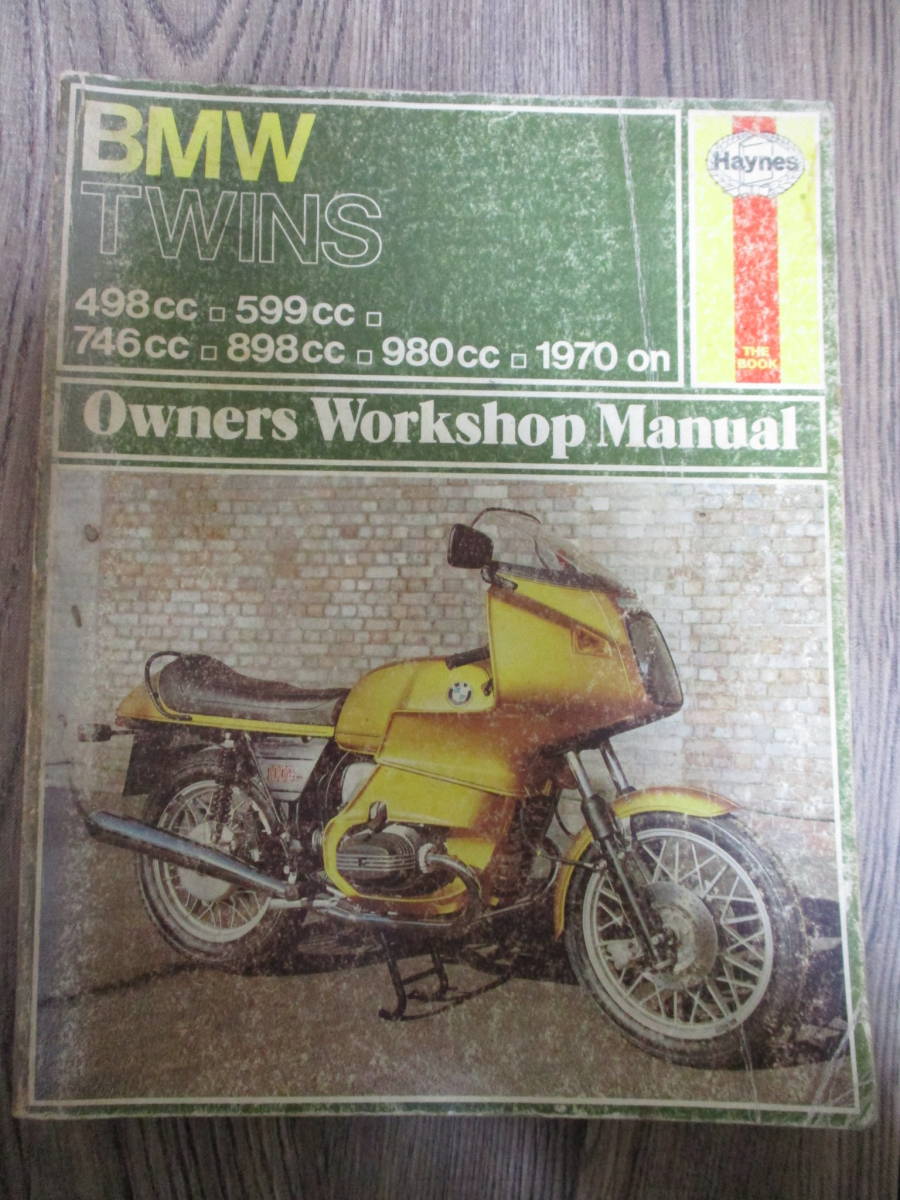 BMW
TWINS
498cc □ 599cc □
746cc □ 898cc □ 980cc □ 1970 on
Haynes
THE
BOOK
Owners Workshop Manual